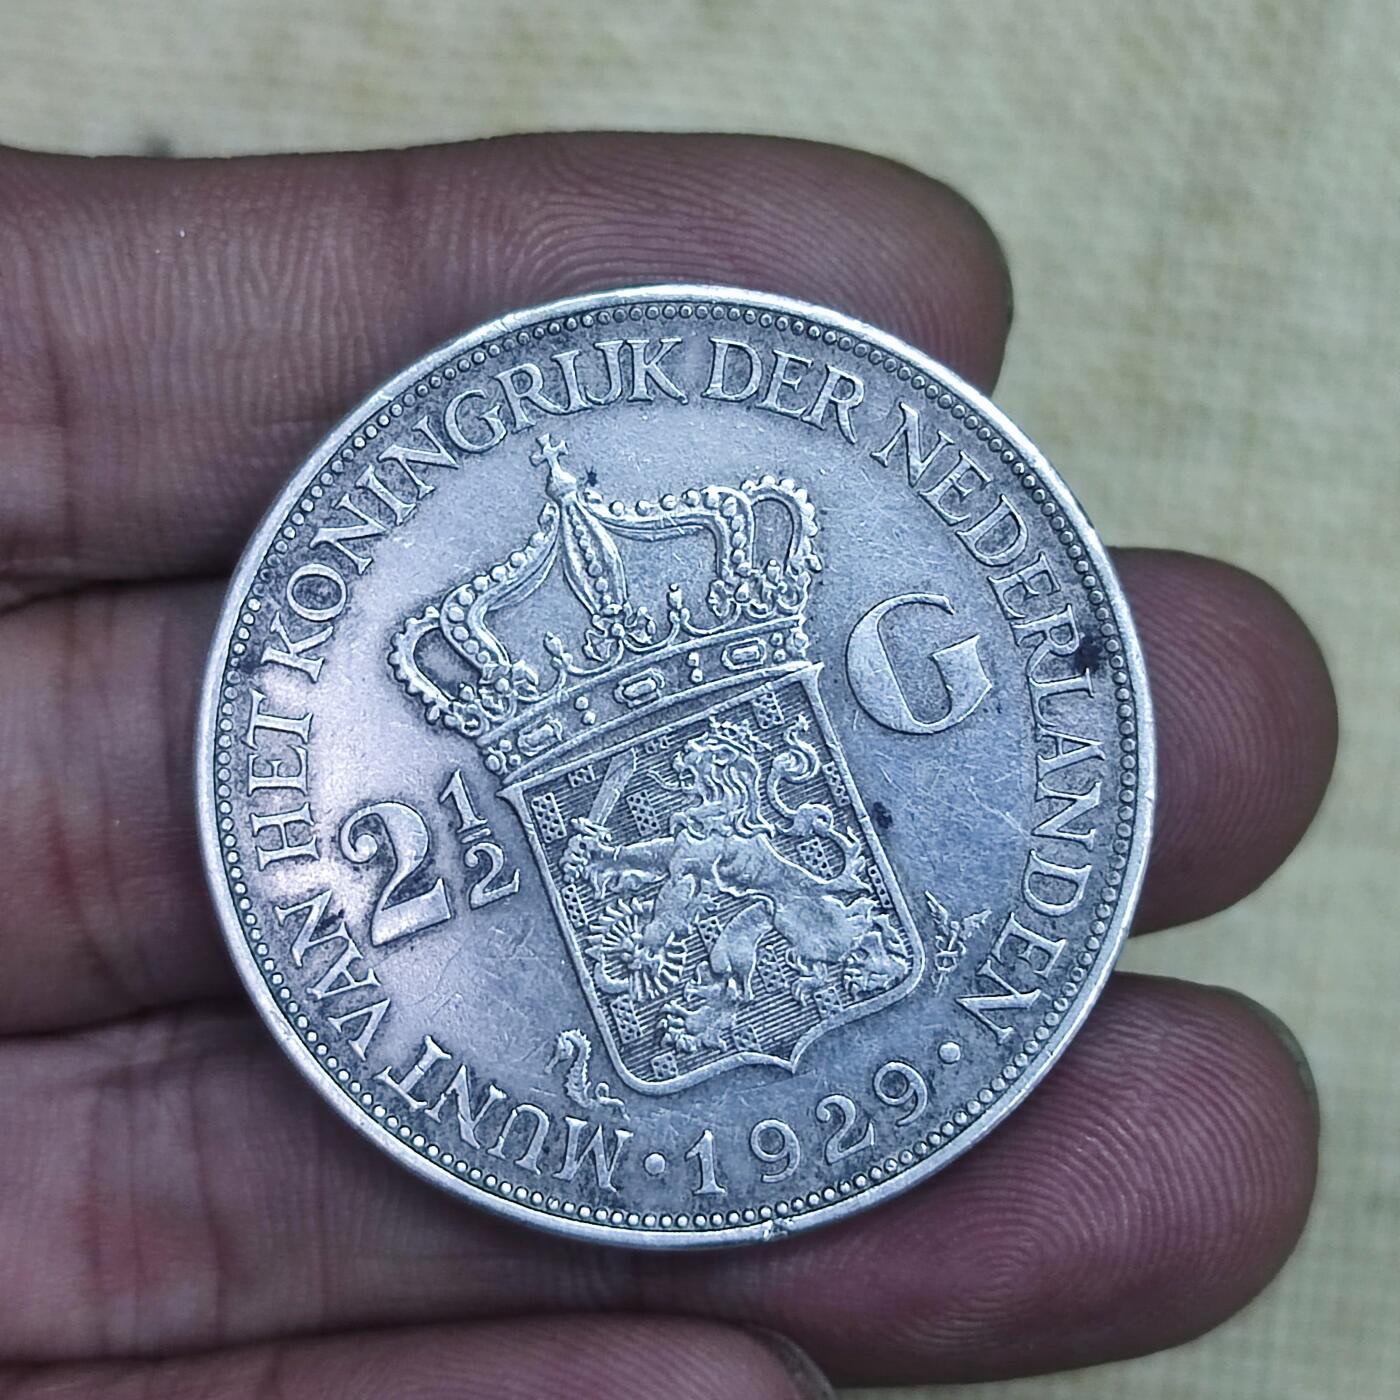 MUNT VAN HET KONINGRIJK DER NEDERLANDEN · 1929 ·
2½ G